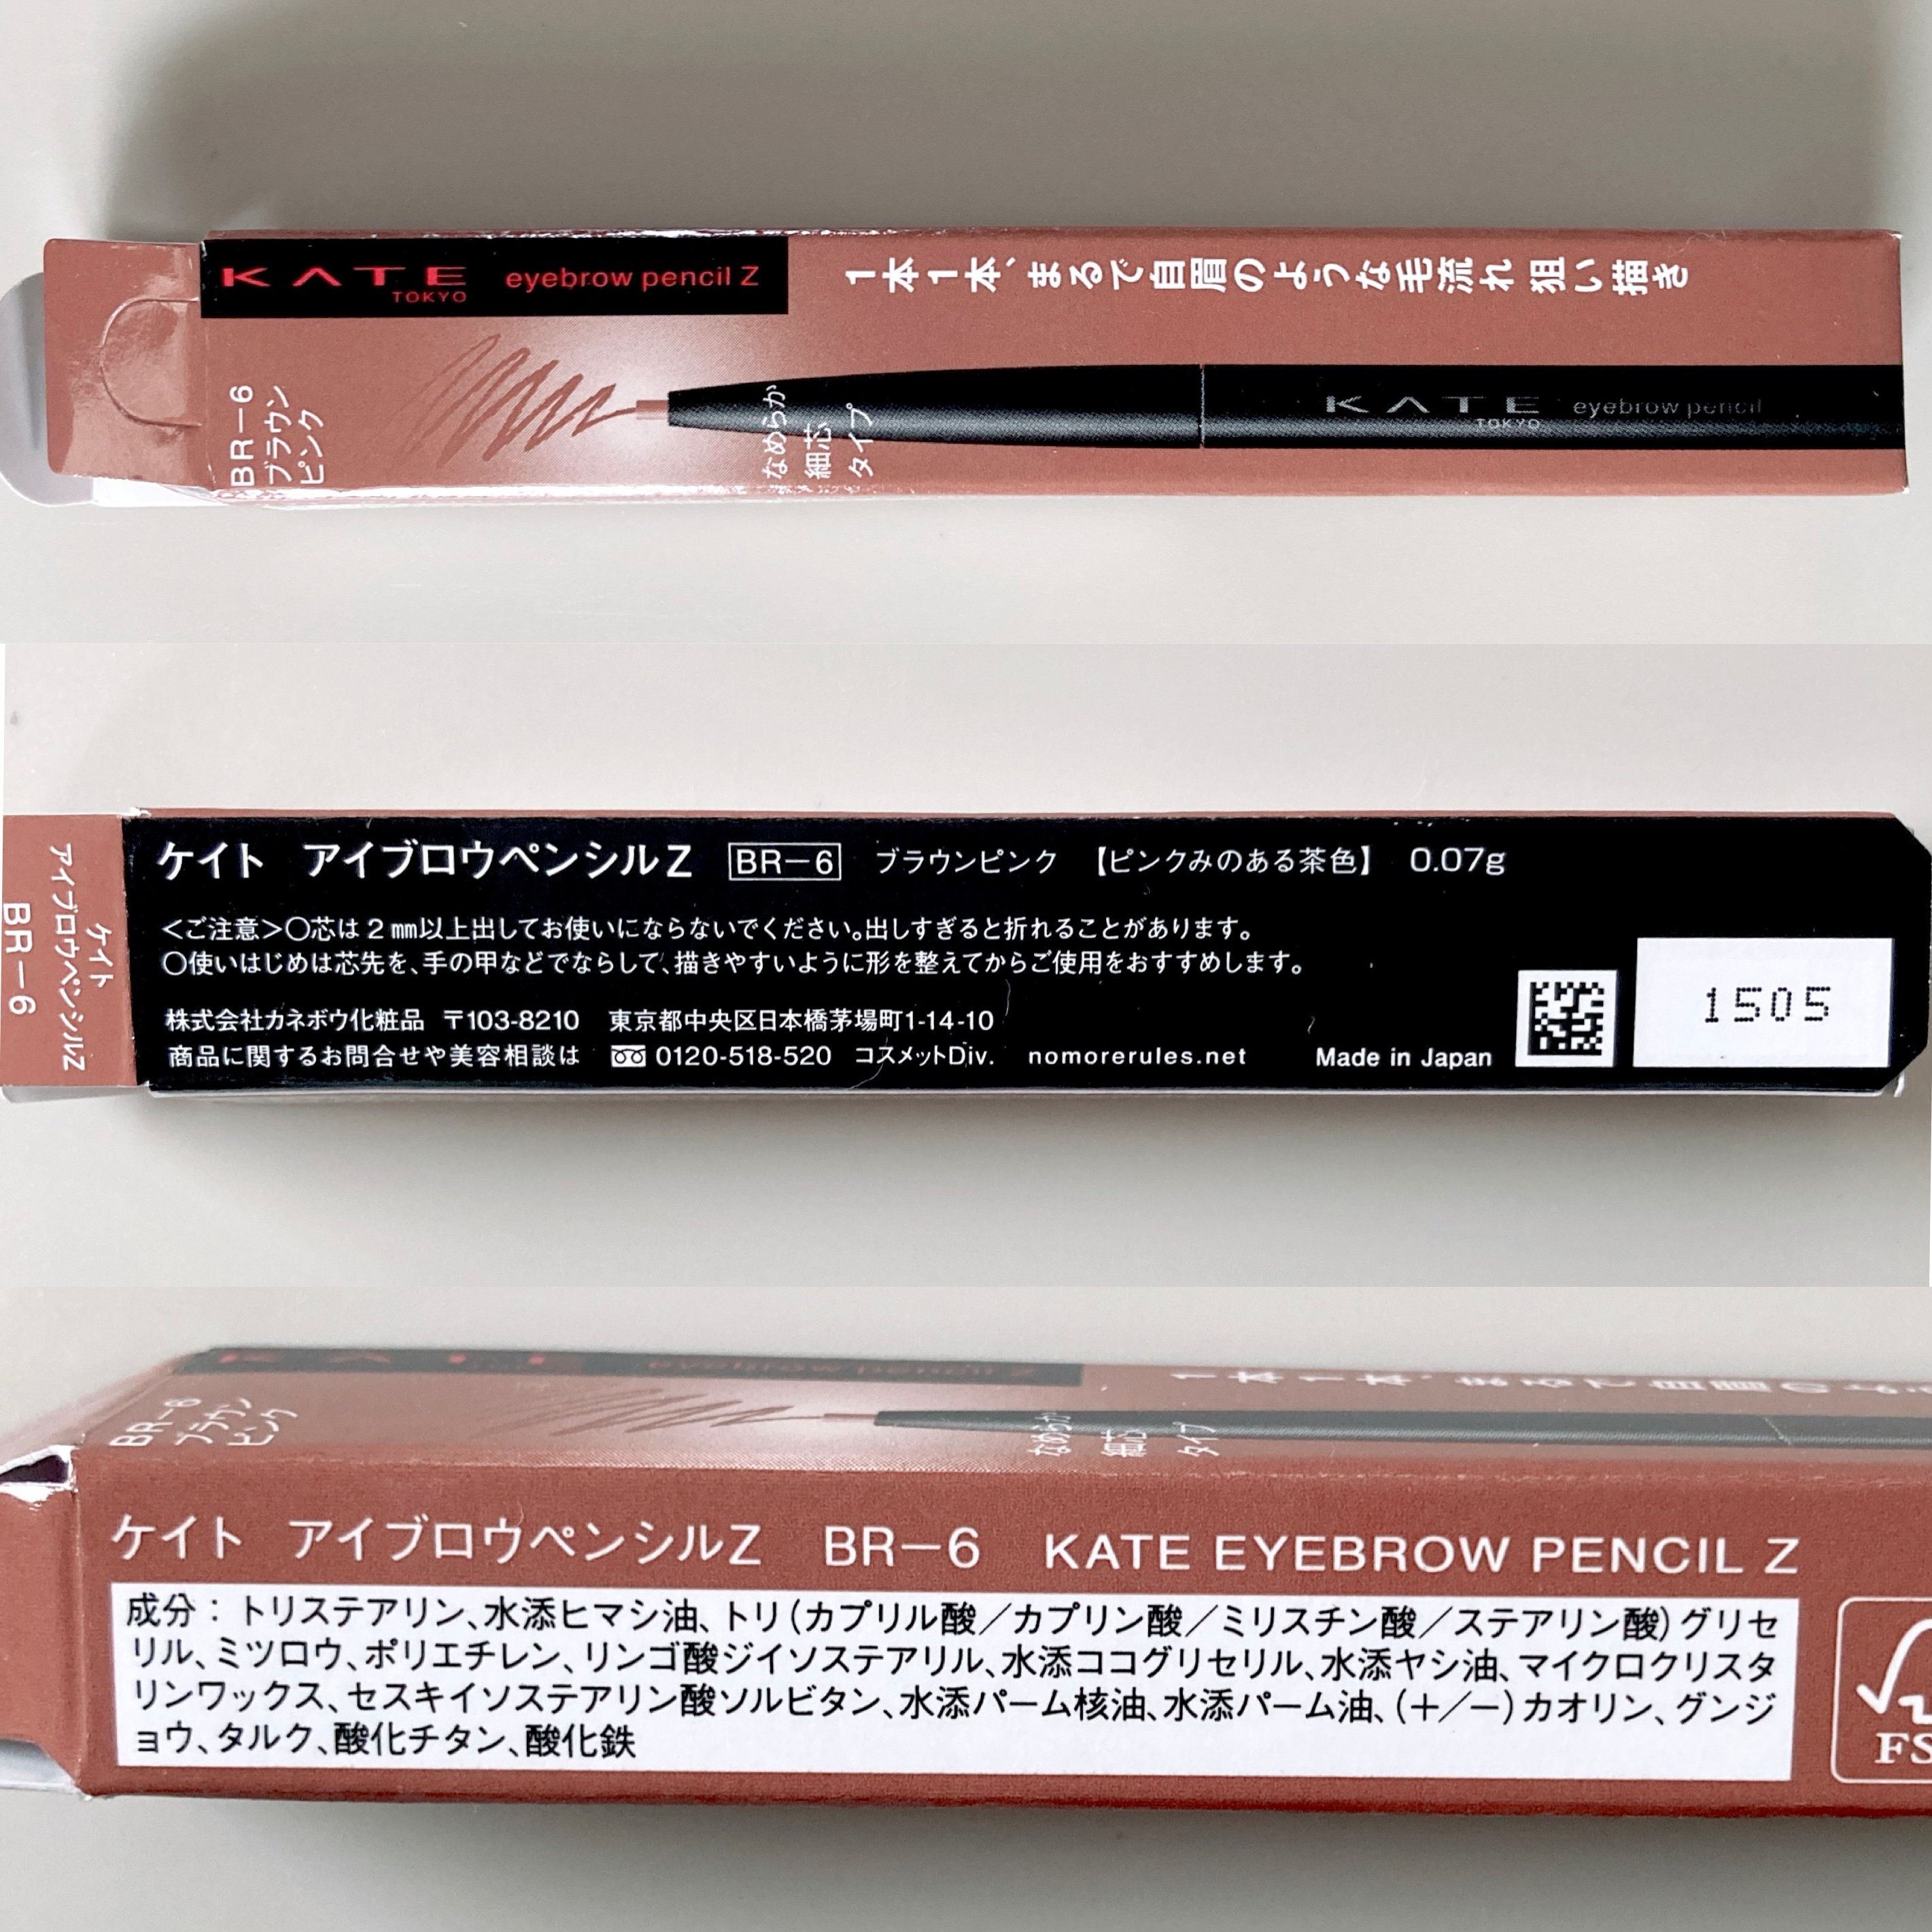 KATE
TOKYO
eyebrow pencil Z
1本1本、まるで自眉のような毛流れ 狙い描き
BR−6
ブラウン
ピンク
なめらか
細芯
タイプ
KATE
TOKYO
eyebrow pencil
ケイト
アイブロウペンシルZ
BR−6
ケイト アイブロウペンシルZ BR−6 ブラウンピンク 【ピンクみのある茶色】 0.07g
＜ご注意＞○芯は2㎜以上出してお使いにならないでください。出しすぎると折れることがあります。
○使いはじめは芯先を、手の甲などでならして、描きやすいように形を整えてからご使用をおすすめします。
株式会社カネボウ化粧品 〒103-8210 東京都中央区日本橋茅場町1-14-10
商品に関するお問合せや美容相談は 0120-518-520 コスメットDiv. nomorerules.net Made in Japan
1505
KATE
eyebrow pencil Z
1本1本、まるで自眉のよう
BR−6
ブラウン
ピンク
なめらか
細芯
タイプ
ケイト アイブロウペンシルZ BR−6 KATE EYEBROW PENCIL Z
成分：トリステアリン、水添ヒマシ油、トリ（カプリル酸／カプリン酸／ミリスチン酸／ステアリン酸）グリセ
リル、ミツロウ、ポリエチレン、リンゴ酸ジイソステアリル、水添ココグリセリル、水添ヤシ油、マイクロクリスタ
リンワックス、セスキイソステアリン酸ソルビタン、水添パーム核油、水添パーム油、（＋／−）カオリン、グンジ
ョウ、タルク、酸化チタン、酸化鉄
FS